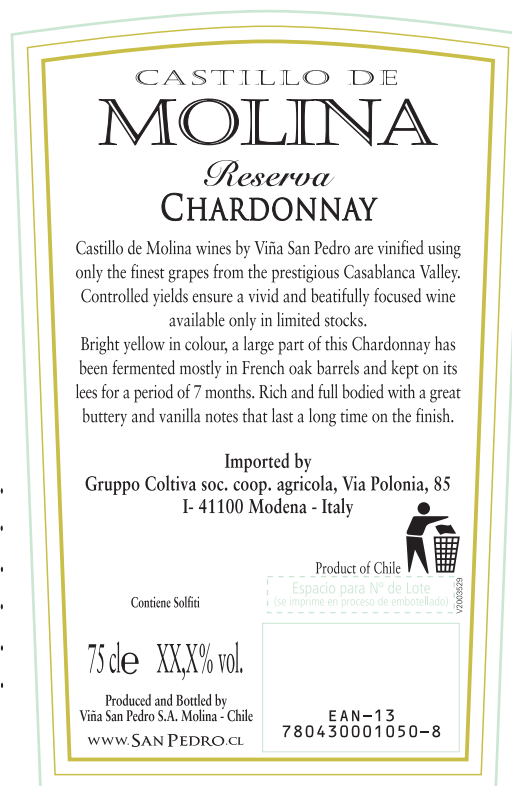 CASTILLO DE
MOLINA
Reserva
CHARDONNAY
Castillo de Molina wines by Viña San Pedro are vinified using
only the finest grapes from the prestigious Casablanca Valley.
Controlled yields ensure a vivid and beatifully focused wine
available only in limited stocks.
Bright yellow in colour, a large part of this Chardonnay has
been fermented mostly in French oak barrels and kept on its
lees for a period of 7 months. Rich and full bodied with a great
buttery and vanilla notes that last a long time on the finish.
Imported by
Gruppo Coltiva soc. coop. agricola, Via Polonia, 85
I- 41100 Modena - Italy
Product of Chile
Espacio para Nº de Lote
(se imprime en proceso de embotellado)
V2003529
Contiene Solfiti
75 cl e XX,X% vol.
Produced and Bottled by
Viña San Pedro S.A. Molina - Chile
WWW.SAN PEDRO.CL
EAN-13
780430001050-8